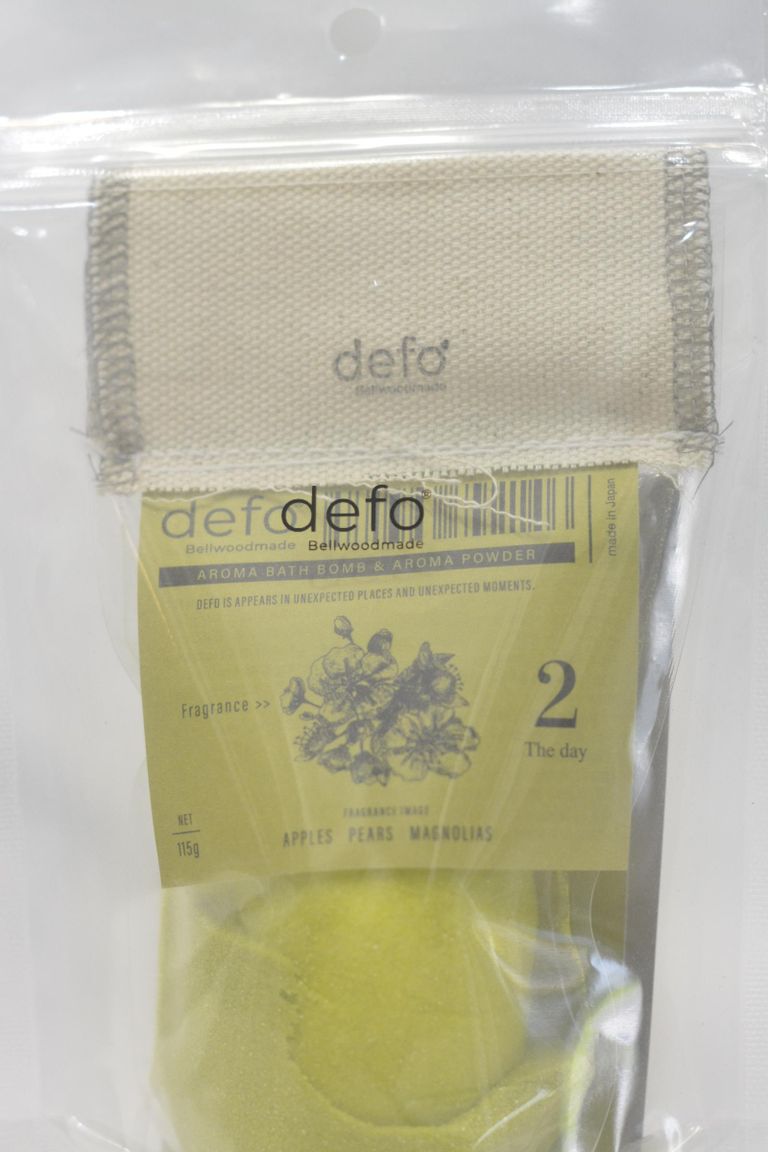 defo
Bellwoodmade
defo defo®
Bellwoodmade Bellwoodmade
made in Japan
AROMA BATH BOMB & AROMA POWDER
DEFO IS APPEARS IN UNEXPECTED PLACES AND UNEXPECTED MOMENTS.
Fragrance >>
2
The day
NET
115g
FRAGRANCE IMAGE
APPLES PEARS MAGNOLIAS